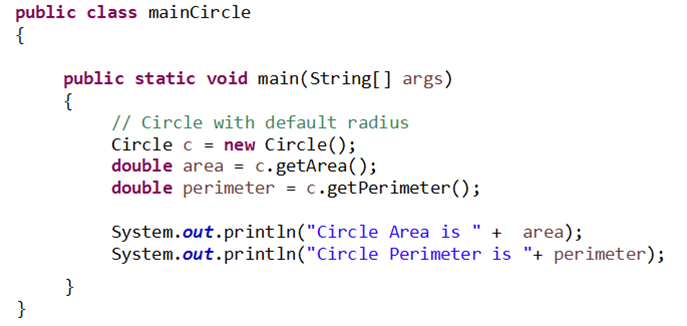 public class mainCircle
{
public static void main(String[] args)
{
// Circle with default radius
Circle c = new Circle();
double area = c.getArea();
double perimeter = c.getPerimeter();
System.out.println("Circle Area is " +  area);
System.out.println("Circle Perimeter is "+ perimeter);
}
}